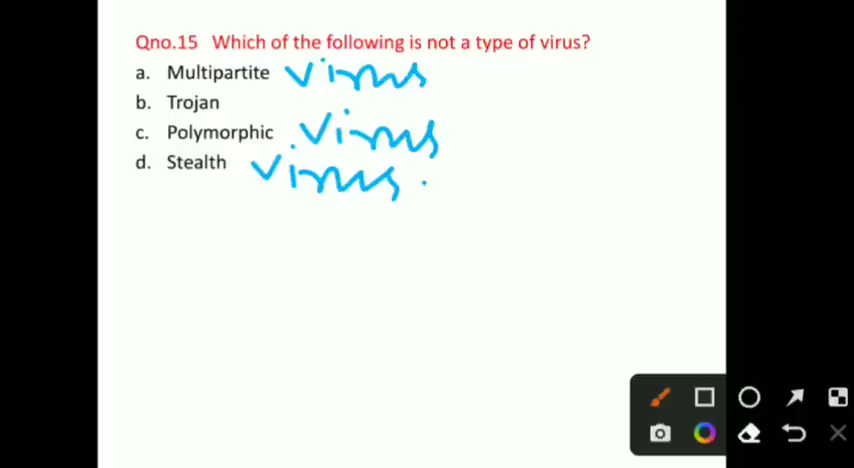 Qno.15 Which of the following is not a type of virus?
a. Multipartite virus
b. Trojan
c. Polymorphic virus
d. Stealth virus.